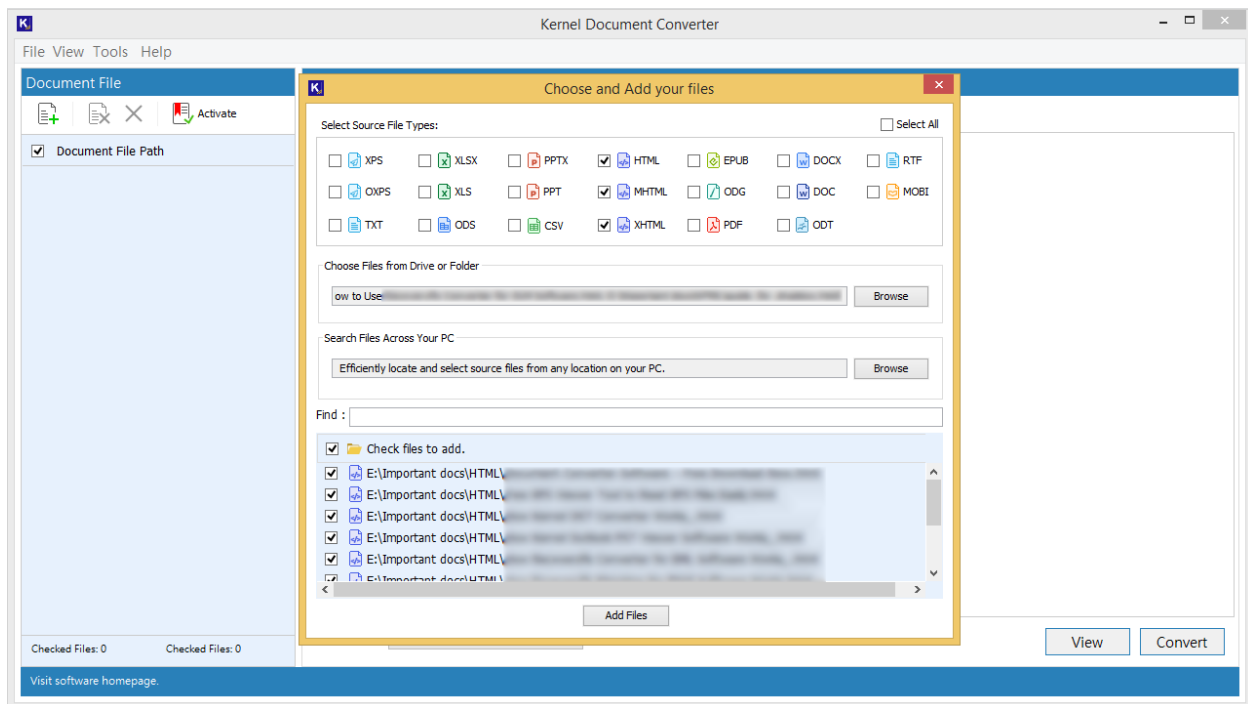 Kernel Document Converter
File View Tools Help
Document File
Activate
Document File Path
Choose and Add your files
Select Source File Types:
Select All
XPS XLSX PPTX HTML EPUB DOCX RTF
OXPS XLS PPT MHTML ODG DOC MOBI
TXT ODS CSV XHTML PDF ODT
Choose Files from Drive or Folder
ow to Use
Browse
Search Files Across Your PC
Efficiently locate and select source files from any location on your PC.
Browse
Find :
Check files to add.
E:\Important docs\HTML\
E:\Important docs\HTML\
E:\Important docs\HTML\
E:\Important docs\HTML\
E:\Important docs\HTML\
E:\Important docs\HTML\
Add Files
Checked Files: 0 Checked Files: 0
View Convert
Visit software homepage.